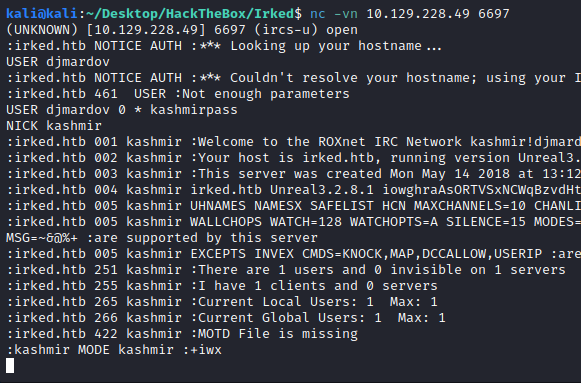 kali@kali:~/Desktop/HackTheBox/Irked$ nc -vn 10.129.228.49 6697
(UNKNOWN) [10.129.228.49] 6697 (ircs-u) open
:irked.htb NOTICE AUTH :*** Looking up your hostname...
USER djmardov
:irked.htb NOTICE AUTH :*** Couldn't resolve your hostname; using your I
:irked.htb 461  USER :Not enough parameters
USER djmardov 0 * kashmirpass
NICK kashmir
:irked.htb 001 kashmir :Welcome to the ROXnet IRC Network kashmir!djmard
:irked.htb 002 kashmir :Your host is irked.htb, running version Unreal3.
:irked.htb 003 kashmir :This server was created Mon May 14 2018 at 13:12
:irked.htb 004 kashmir irked.htb Unreal3.2.8.1 iowghraAsORTVSxNCWqBzvdHt
:irked.htb 005 kashmir UHNAMES NAMESX SAFELIST HCN MAXCHANNELS=10 CHANLI
:irked.htb 005 kashmir WALLCHOPS WATCH=128 WATCHOPTS=A SILENCE=15 MODES=
MSG=~&@%+ :are supported by this server
:irked.htb 005 kashmir EXCEPTS INVEX CMDS=KNOCK,MAP,DCCALLOW,USERIP :are
:irked.htb 251 kashmir :There are 1 users and 0 invisible on 1 servers
:irked.htb 255 kashmir :I have 1 clients and 0 servers
:irked.htb 265 kashmir :Current Local Users: 1  Max: 1
:irked.htb 266 kashmir :Current Global Users: 1  Max: 1
:irked.htb 422 kashmir :MOTD File is missing
:kashmir MODE kashmir :+iwx